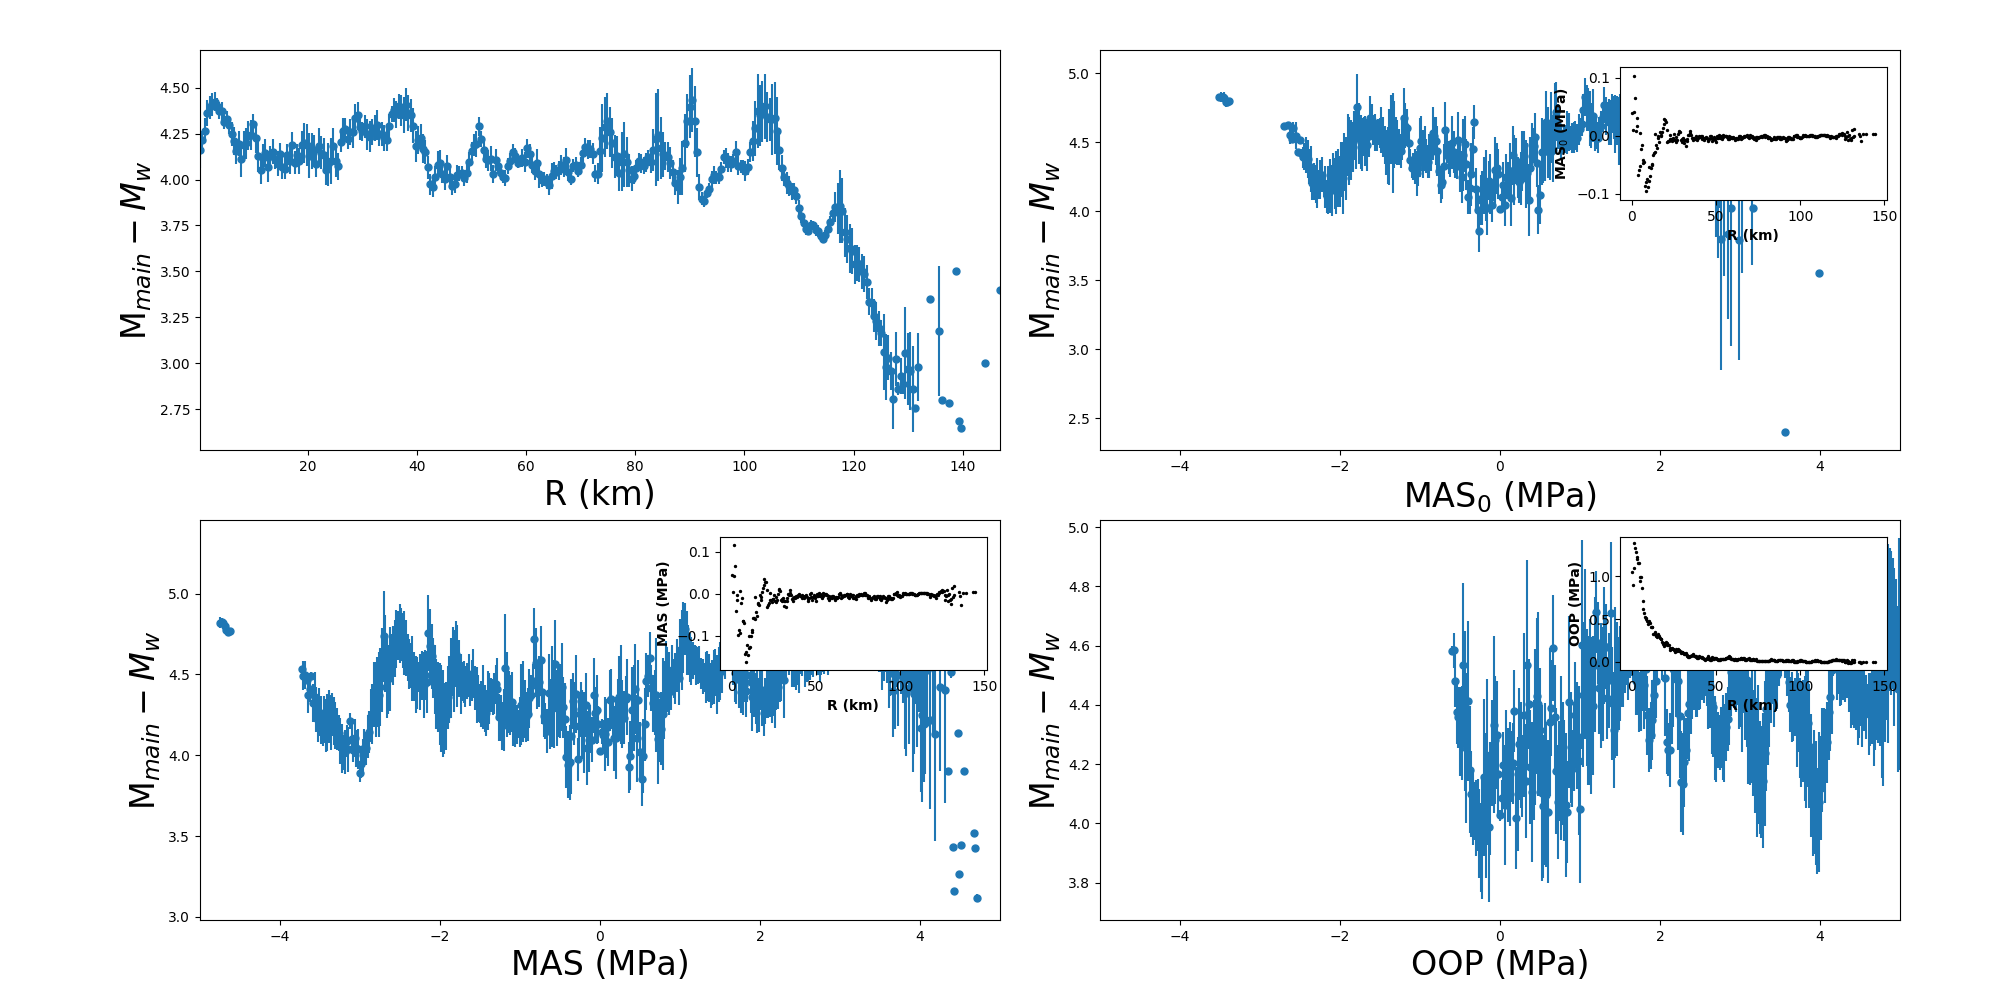 4.50
4.25
4.00
3.75
3.50
3.25
3.00
2.75
M_main − M_w
20 40 60 80 100 120 140
R (km)
5.0
4.5
4.0
3.5
3.0
2.5
M_main − M_w
−4 −2 0 2 4
MAS₀ (MPa)
0.1
0.0
−0.1
MAS₀ (MPa)
0 50 100 150
R (km)
5.0
4.5
4.0
3.5
3.0
M_main − M_w
−4 −2 0 2 4
MAS (MPa)
0.1
0.0
−0.1
MAS (MPa)
0 50 100 150
R (km)
5.0
4.8
4.6
4.4
4.2
4.0
3.8
M_main − M_w
−4 −2 0 2 4
OOP (MPa)
1.0
0.5
0.0
OOP (MPa)
0 50 100 150
R (km)